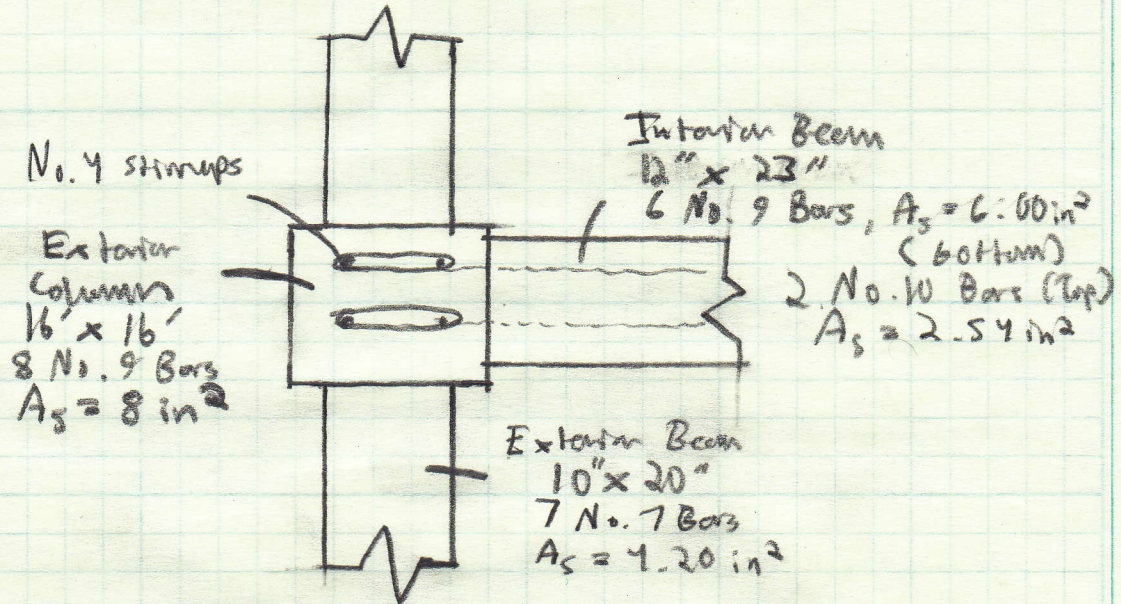 No. 4 stirrups
Exterior
Column
16" x 16"
8 No. 9 Bars
As = 8 in²
Interior Beam
12" x 23"
6 No. 9 Bars, As = 6.00 in²
(bottom)
2 No. 10 Bars (Top)
As = 2.54 in²
Exterior Beam
10" x 20"
7 No. 7 Bars
As = 4.20 in²